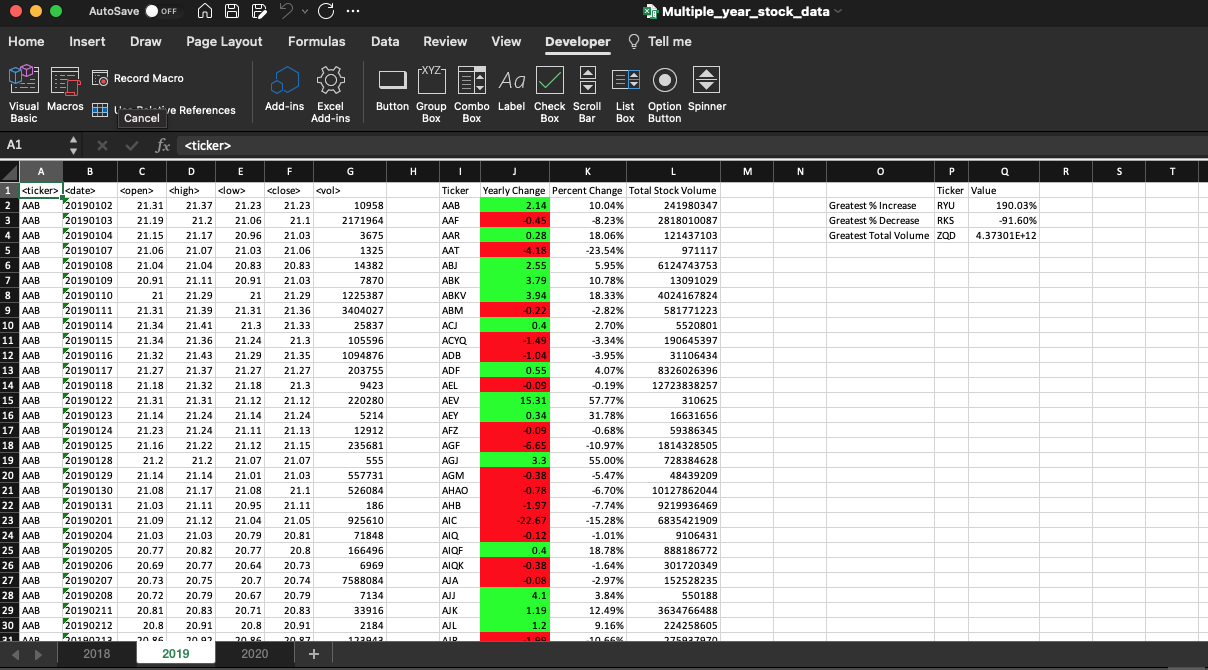 AutoSave OFF Multiple_year_stock_data
Home Insert Draw Page Layout Formulas Data Review View Developer Tell me
Visual Basic Macros Record Macro References Cancel Add-ins Excel Add-ins Button Group Box Combo Box Label Check Box Scroll Bar List Box Option Button Spinner
A1 fx <ticker>
A B C D E F G H I J K L M N O P Q R S T
1 <ticker> <date> <open> <high> <low> <close> <vol> Ticker Yearly Change Percent Change Total Stock Volume Ticker Value
2 AAB 20190102 21.31 21.37 21.23 21.23 10958 AAB 2.14 10.04% 241980347 Greatest % Increase RYU 190.03%
3 AAB 20190103 21.19 21.2 21.06 21.1 2171964 AAF -0.45 -8.23% 2818010087 Greatest % Decrease RKS -91.60%
4 AAB 20190104 21.15 21.17 20.96 21.03 3675 AAR 0.28 18.06% 121437103 Greatest Total Volume ZQD 4.37301E+12
5 AAB 20190107 21.06 21.07 21.03 21.06 1325 AAT -4.18 -23.54% 971117
6 AAB 20190108 21.04 21.04 20.83 20.83 14382 ABJ 2.55 5.95% 6124743753
7 AAB 20190109 20.91 21.11 20.91 21.03 7870 ABK 3.79 10.78% 13091029
8 AAB 20190110 21 21.29 21 21.29 1225387 ABKV 3.94 18.33% 4024167824
9 AAB 20190111 21.31 21.39 21.31 21.36 3404027 ABM -0.22 -2.82% 581771223
10 AAB 20190114 21.34 21.41 21.3 21.33 25837 ACJ 0.4 2.70% 5520801
11 AAB 20190115 21.34 21.36 21.24 21.3 105596 ACYQ -1.49 -3.34% 190645397
12 AAB 20190116 21.32 21.43 21.29 21.35 1094876 ADB -1.04 -3.95% 31106434
13 AAB 20190117 21.27 21.37 21.27 21.27 203755 ADF 0.55 4.07% 8326026396
14 AAB 20190118 21.18 21.32 21.18 21.3 9423 AEL -0.09 -0.19% 12723838257
15 AAB 20190122 21.31 21.31 21.12 21.12 220280 AEV 15.31 57.77% 310625
16 AAB 20190123 21.14 21.24 21.14 21.24 5214 AEY 0.34 31.78% 16631656
17 AAB 20190124 21.23 21.24 21.11 21.13 12912 AFZ -0.09 -0.68% 59386345
18 AAB 20190125 21.16 21.22 21.12 21.15 235681 AGF -6.65 -10.97% 1814328505
19 AAB 20190128 21.2 21.2 21.07 21.07 555 AGJ 3.3 55.00% 728384628
20 AAB 20190129 21.14 21.14 21.01 21.03 557731 AGM -0.38 -5.47% 48439209
21 AAB 20190130 21.08 21.17 21.08 21.1 526084 AHAO -0.78 -6.70% 10127862044
22 AAB 20190131 21.03 21.11 20.95 21.11 186 AHB -1.97 -7.74% 9219936469
23 AAB 20190201 21.09 21.12 21.04 21.05 925610 AIC -22.67 -15.28% 6835421909
24 AAB 20190204 21.03 21.03 20.79 20.81 71848 AIQ -0.12 -1.01% 9106431
25 AAB 20190205 20.77 20.82 20.77 20.8 166496 AIQF 0.4 18.78% 888186772
26 AAB 20190206 20.69 20.77 20.64 20.73 6969 AIQK -0.38 -1.64% 301720349
27 AAB 20190207 20.73 20.75 20.7 20.74 7588084 AJA -0.08 -2.97% 152528235
28 AAB 20190208 20.72 20.79 20.67 20.79 7134 AJJ 4.1 3.84% 550188
29 AAB 20190211 20.81 20.83 20.71 20.83 33916 AJK 1.19 12.49% 3634766488
30 AAB 20190212 20.8 20.91 20.8 20.91 2184 AJL 1.2 9.16% 224258605
2018 2019 2020